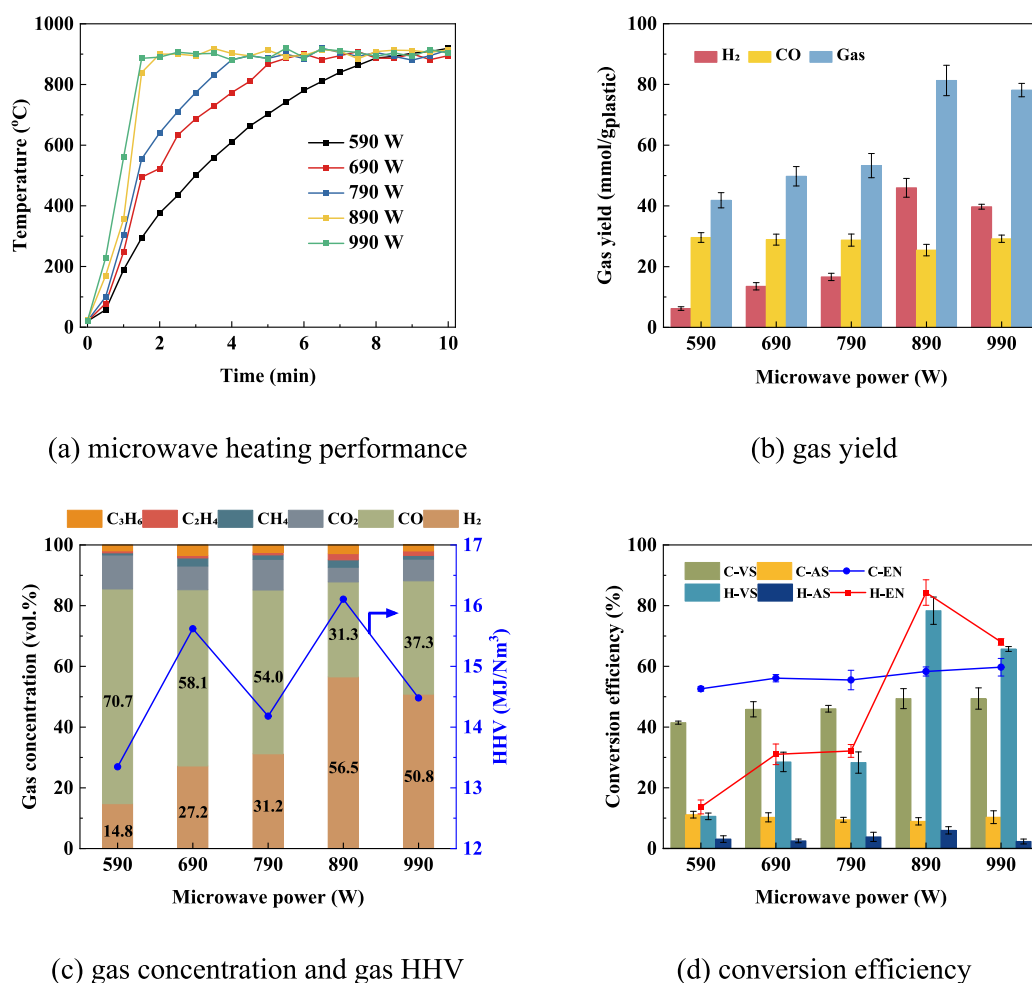 1000
800
600
400
200
0
Temperature (°C)
590 W
690 W
790 W
890 W
990 W
0 2 4 6 8 10
Time (min)
(a) microwave heating performance
H₂ CO Gas
100
80
60
40
20
0
Gas yield (mmol/gplastic)
590 690 790 890 990
Microwave power (W)
(b) gas yield
C₃H₆ C₂H₄ CH₄ CO₂ CO H₂
100
80
60
40
20
0
Gas concentration (vol.%)
70.7 58.1 54.0 31.3 37.3
14.8 27.2 31.2 56.5 50.8
17
16
15
14
13
12
HHV (MJ/Nm³)
590 690 790 890 990
Microwave power (W)
(c) gas concentration and gas HHV
C-VS C-AS C-EN
H-VS H-AS H-EN
100
80
60
40
20
0
Conversion efficiency (%)
590 690 790 890 990
Microwave power (W)
(d) conversion efficiency